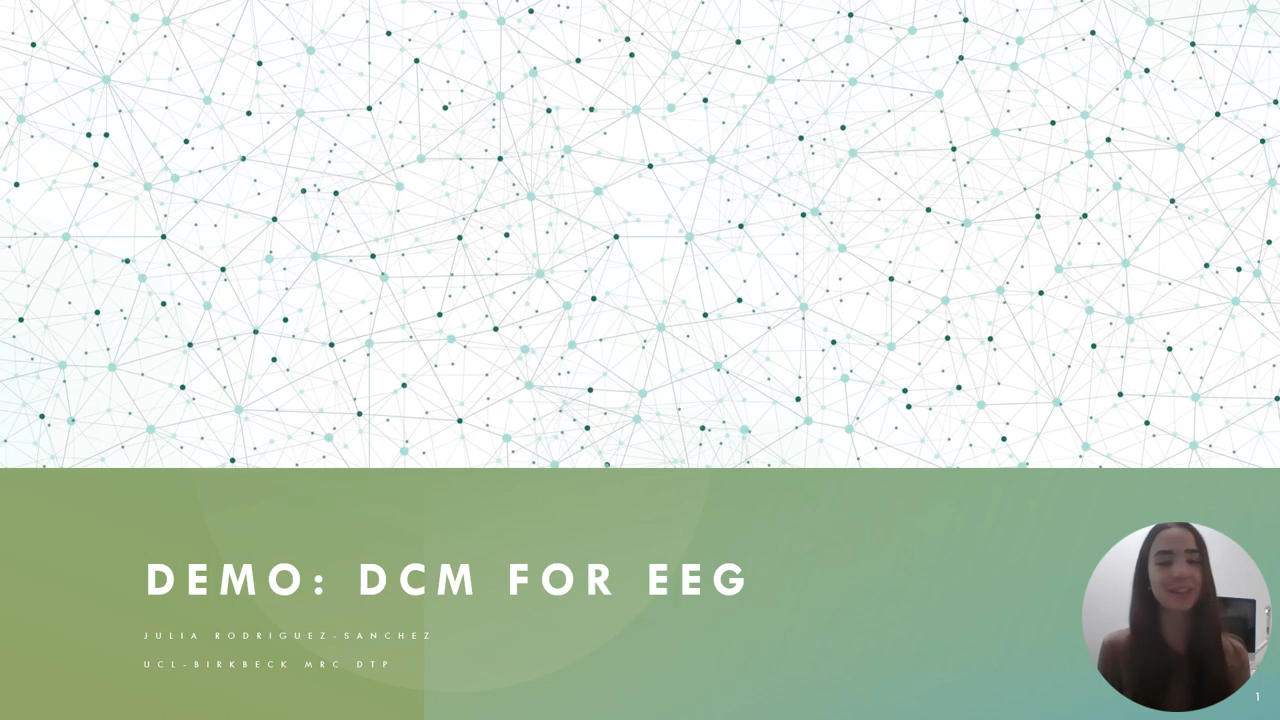 DEMO: DCM FOR EEG
JULIA RODRIGUEZ-SANCHEZ
UCL-BIRKBECK MRC DTP
1